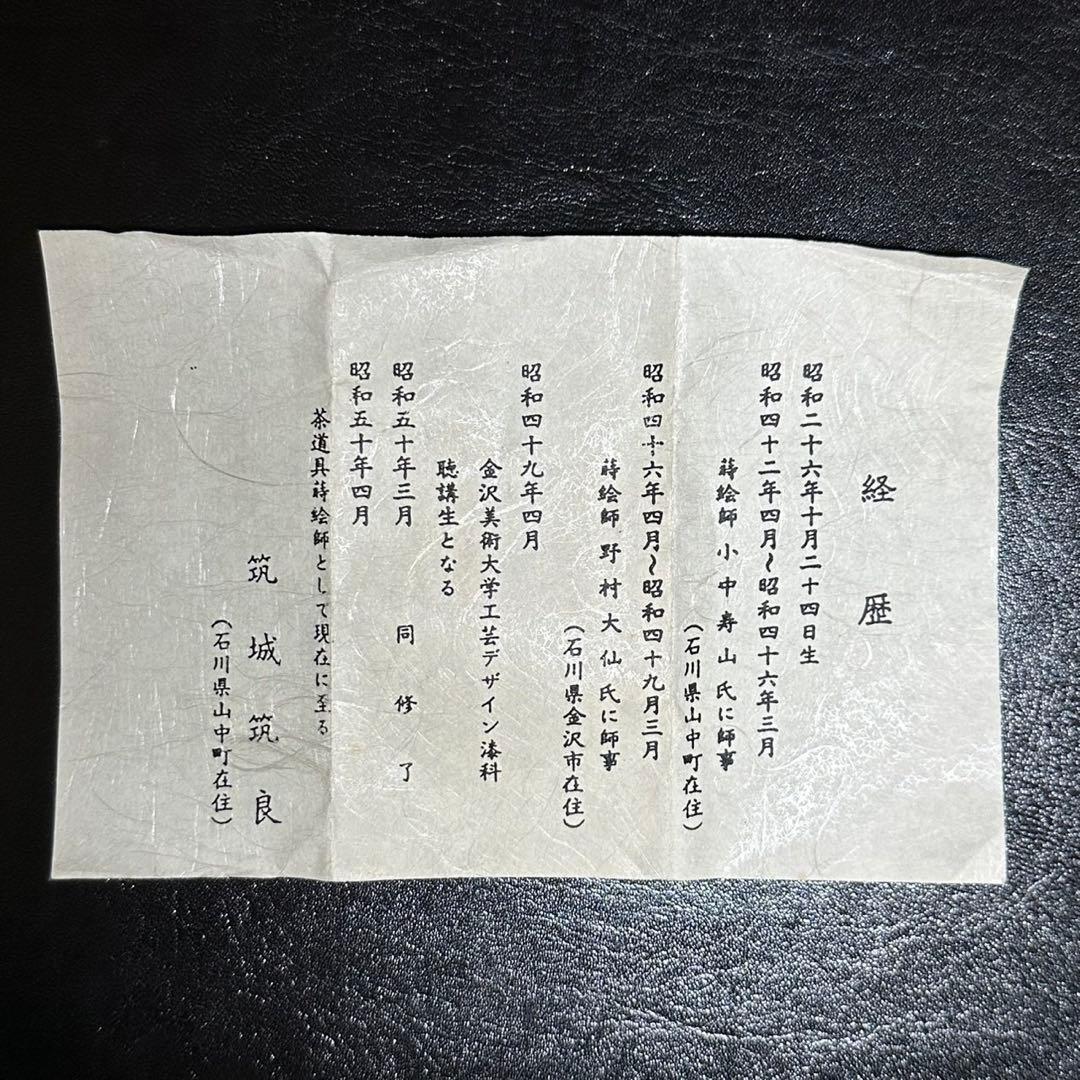 経歴
昭和二十六年十月二十四日生
昭和四十二年四月~昭和四十六年三月
蒔絵師 小中寿山氏に師事
(石川県山中町在住)
昭和四十六年四月~昭和四十九月三月
蒔絵師 野村大仙氏に師事
(石川県金沢市在住)
昭和四十九年四月
金沢美術大学工芸デザイン漆科
聴講生となる
昭和五十年三月 同修了
昭和五十年四月
茶道具蒔絵師として現在に至る
筑城筑良
(石川県山中町在住)